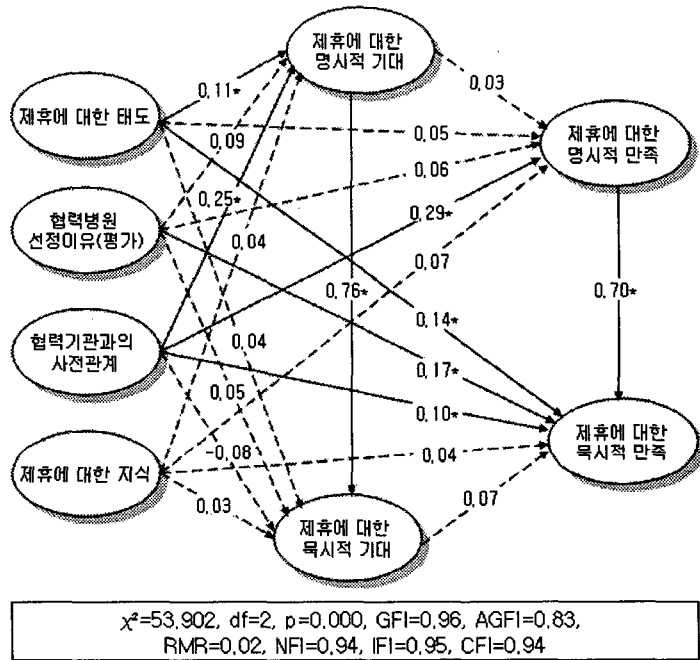 제휴에 대한
명시적 기대
0.11*
0.03
제휴에 대한 태도
제휴에 대한
명시적 만족
0.05
0.09
0.06
협력병원
선정이유(평가)
0.25*
0.29*
0.04
0.07
0.76*
0.70*
협력기관과의
사전관계
0.04
0.14*
0.17*
0.05
0.10*
제휴에 대한
묵시적 만족
-0.08
0.04
제휴에 대한 지식
0.03
0.07
제휴에 대한
묵시적 기대
χ²=53.902, df=2, p=0.000, GFI=0.96, AGFI=0.83,
RMR=0.02, NFI=0.94, IFI=0.95, CFI=0.94